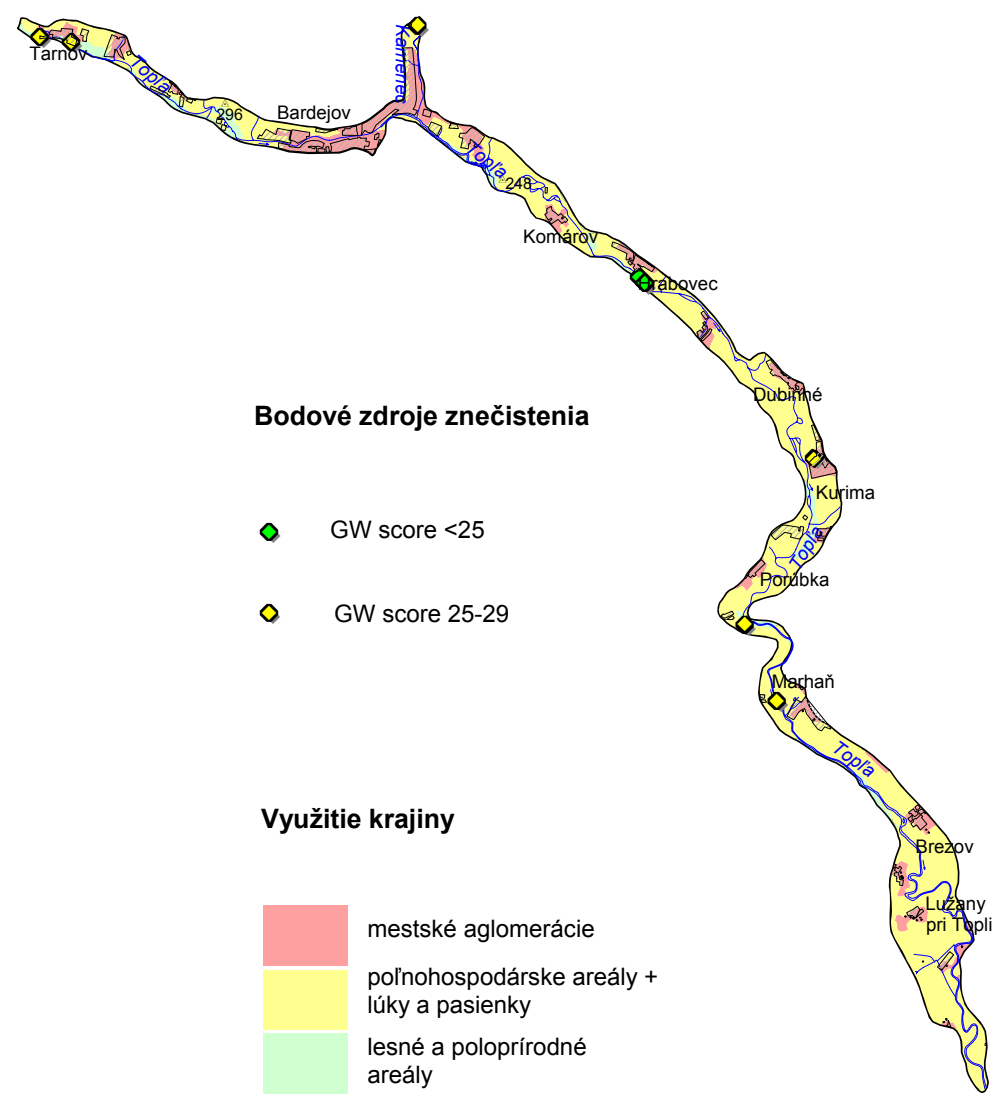 Kamenec
Tarnov
Topľa
296
Bardejov
Topľa
248
Komárov
Hrabovec
Dubinné
Bodové zdroje znečistenia
Kurima
GW score <25
Topľa
Porúbka
GW score 25-29
Marhaň
Topľa
Využitie krajiny
Brezov
Lužany
pri Topli
mestské aglomerácie
poľnohospodárske areály +
lúky a pasienky
lesné a poloprírodné
areály